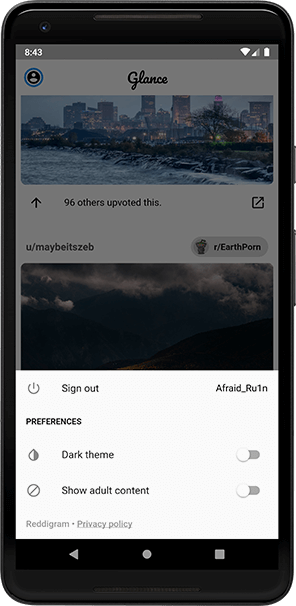 8:43
Glance
96 others upvoted this.
u/maybeitszeb r/EarthPorn
Sign out Afraid_Ru1n
PREFERENCES
Dark theme
Show adult content
Reddigram • Privacy policy